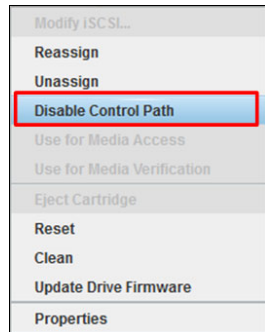 Modify iSCSI...
Reassign
Unassign
Disable Control Path
Use for Media Access
Use for Media Verification
Eject Cartridge
Reset
Clean
Update Drive Firmware
Properties